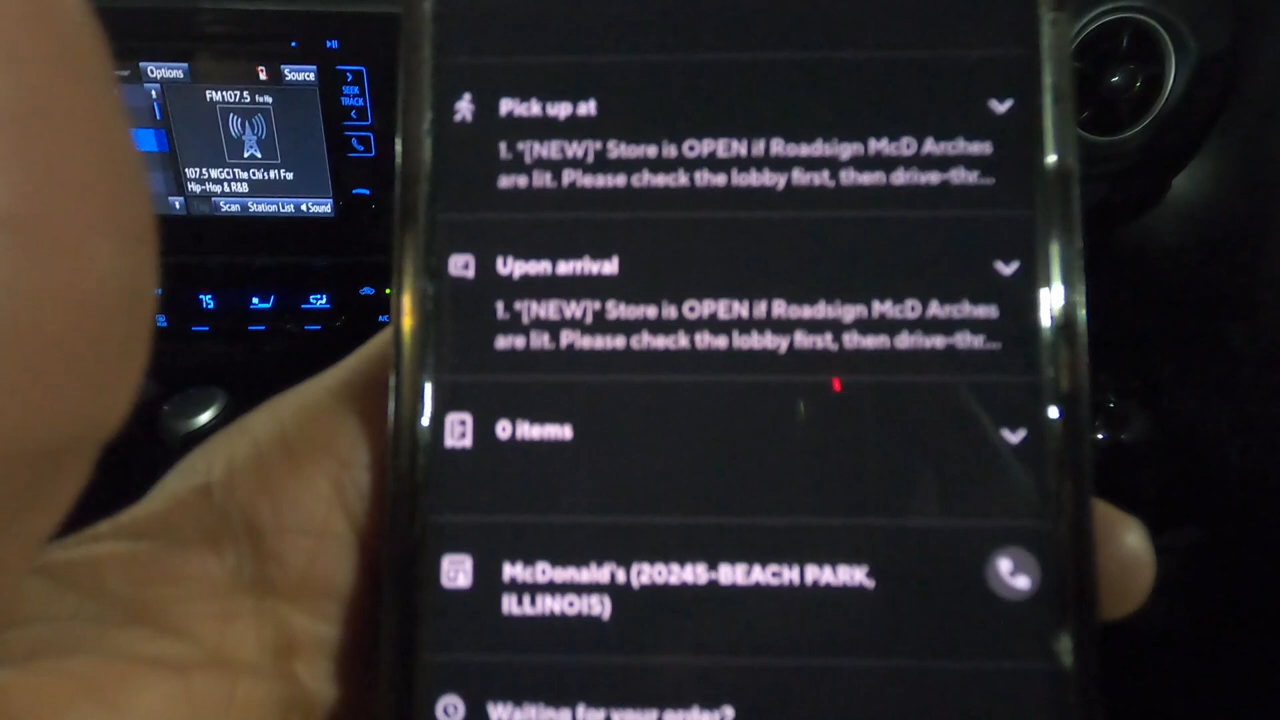 Options
Source
FM107.5
107.5 WGCI The Chi's #1 For
Hip-Hop & R&B
Scan Station List Sound
SEEK
TRACK
75
A/C
Pick up at
1. *[NEW]* Store is OPEN if Roadsign McD Arches
are lit. Please check the lobby first, then drive-thr...
Upon arrival
1. *[NEW]* Store is OPEN if Roadsign McD Arches
are lit. Please check the lobby first, then drive-thr...
0 items
McDonald's (20245-BEACH PARK,
ILLINOIS)
Waiting for your order?